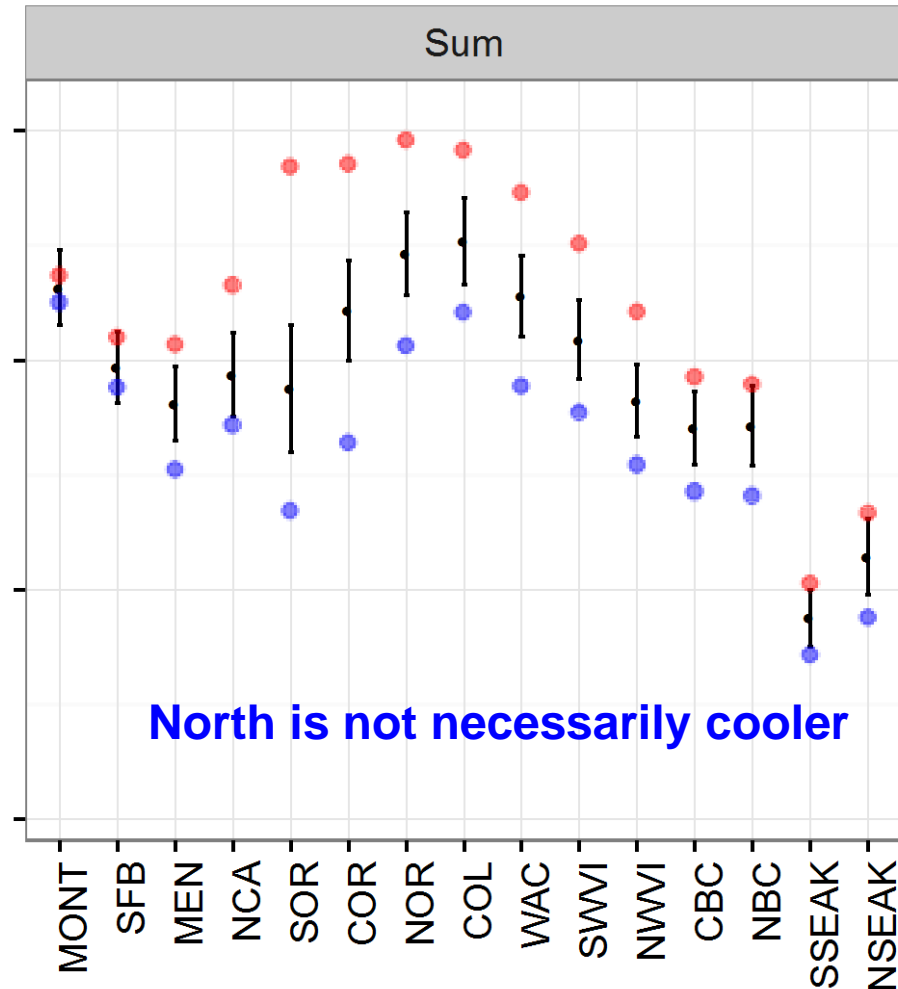 Sum
North is not necessarily cooler
MONT
SFB
MEN
NCA
SOR
COR
NOR
COL
WAC
SWVI
NWVI
CBC
NBC
SSEAK
NSEAK